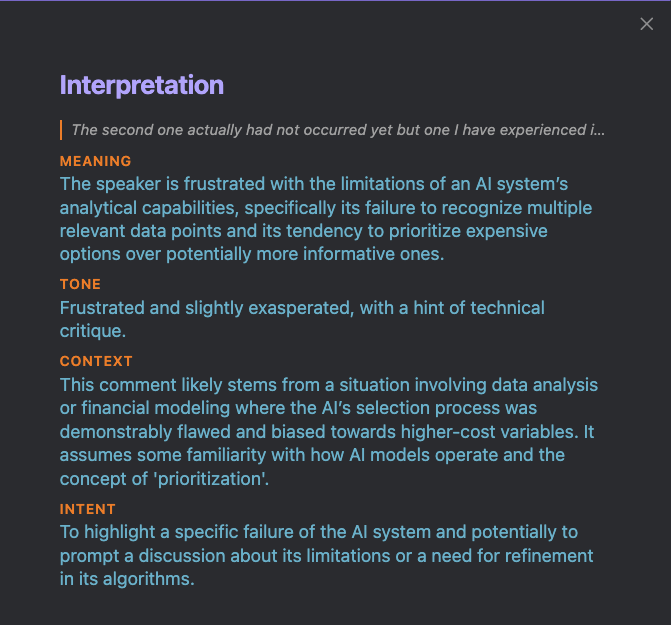 Interpretation
The second one actually had not occurred yet but one I have experienced i...
MEANING
The speaker is frustrated with the limitations of an AI system’s
analytical capabilities, specifically its failure to recognize multiple
relevant data points and its tendency to prioritize expensive
options over potentially more informative ones.
TONE
Frustrated and slightly exasperated, with a hint of technical
critique.
CONTEXT
This comment likely stems from a situation involving data analysis
or financial modeling where the AI’s selection process was
demonstrably flawed and biased towards higher-cost variables. It
assumes some familiarity with how AI models operate and the
concept of 'prioritization'.
INTENT
To highlight a specific failure of the AI system and potentially to
prompt a discussion about its limitations or a need for refinement
in its algorithms.